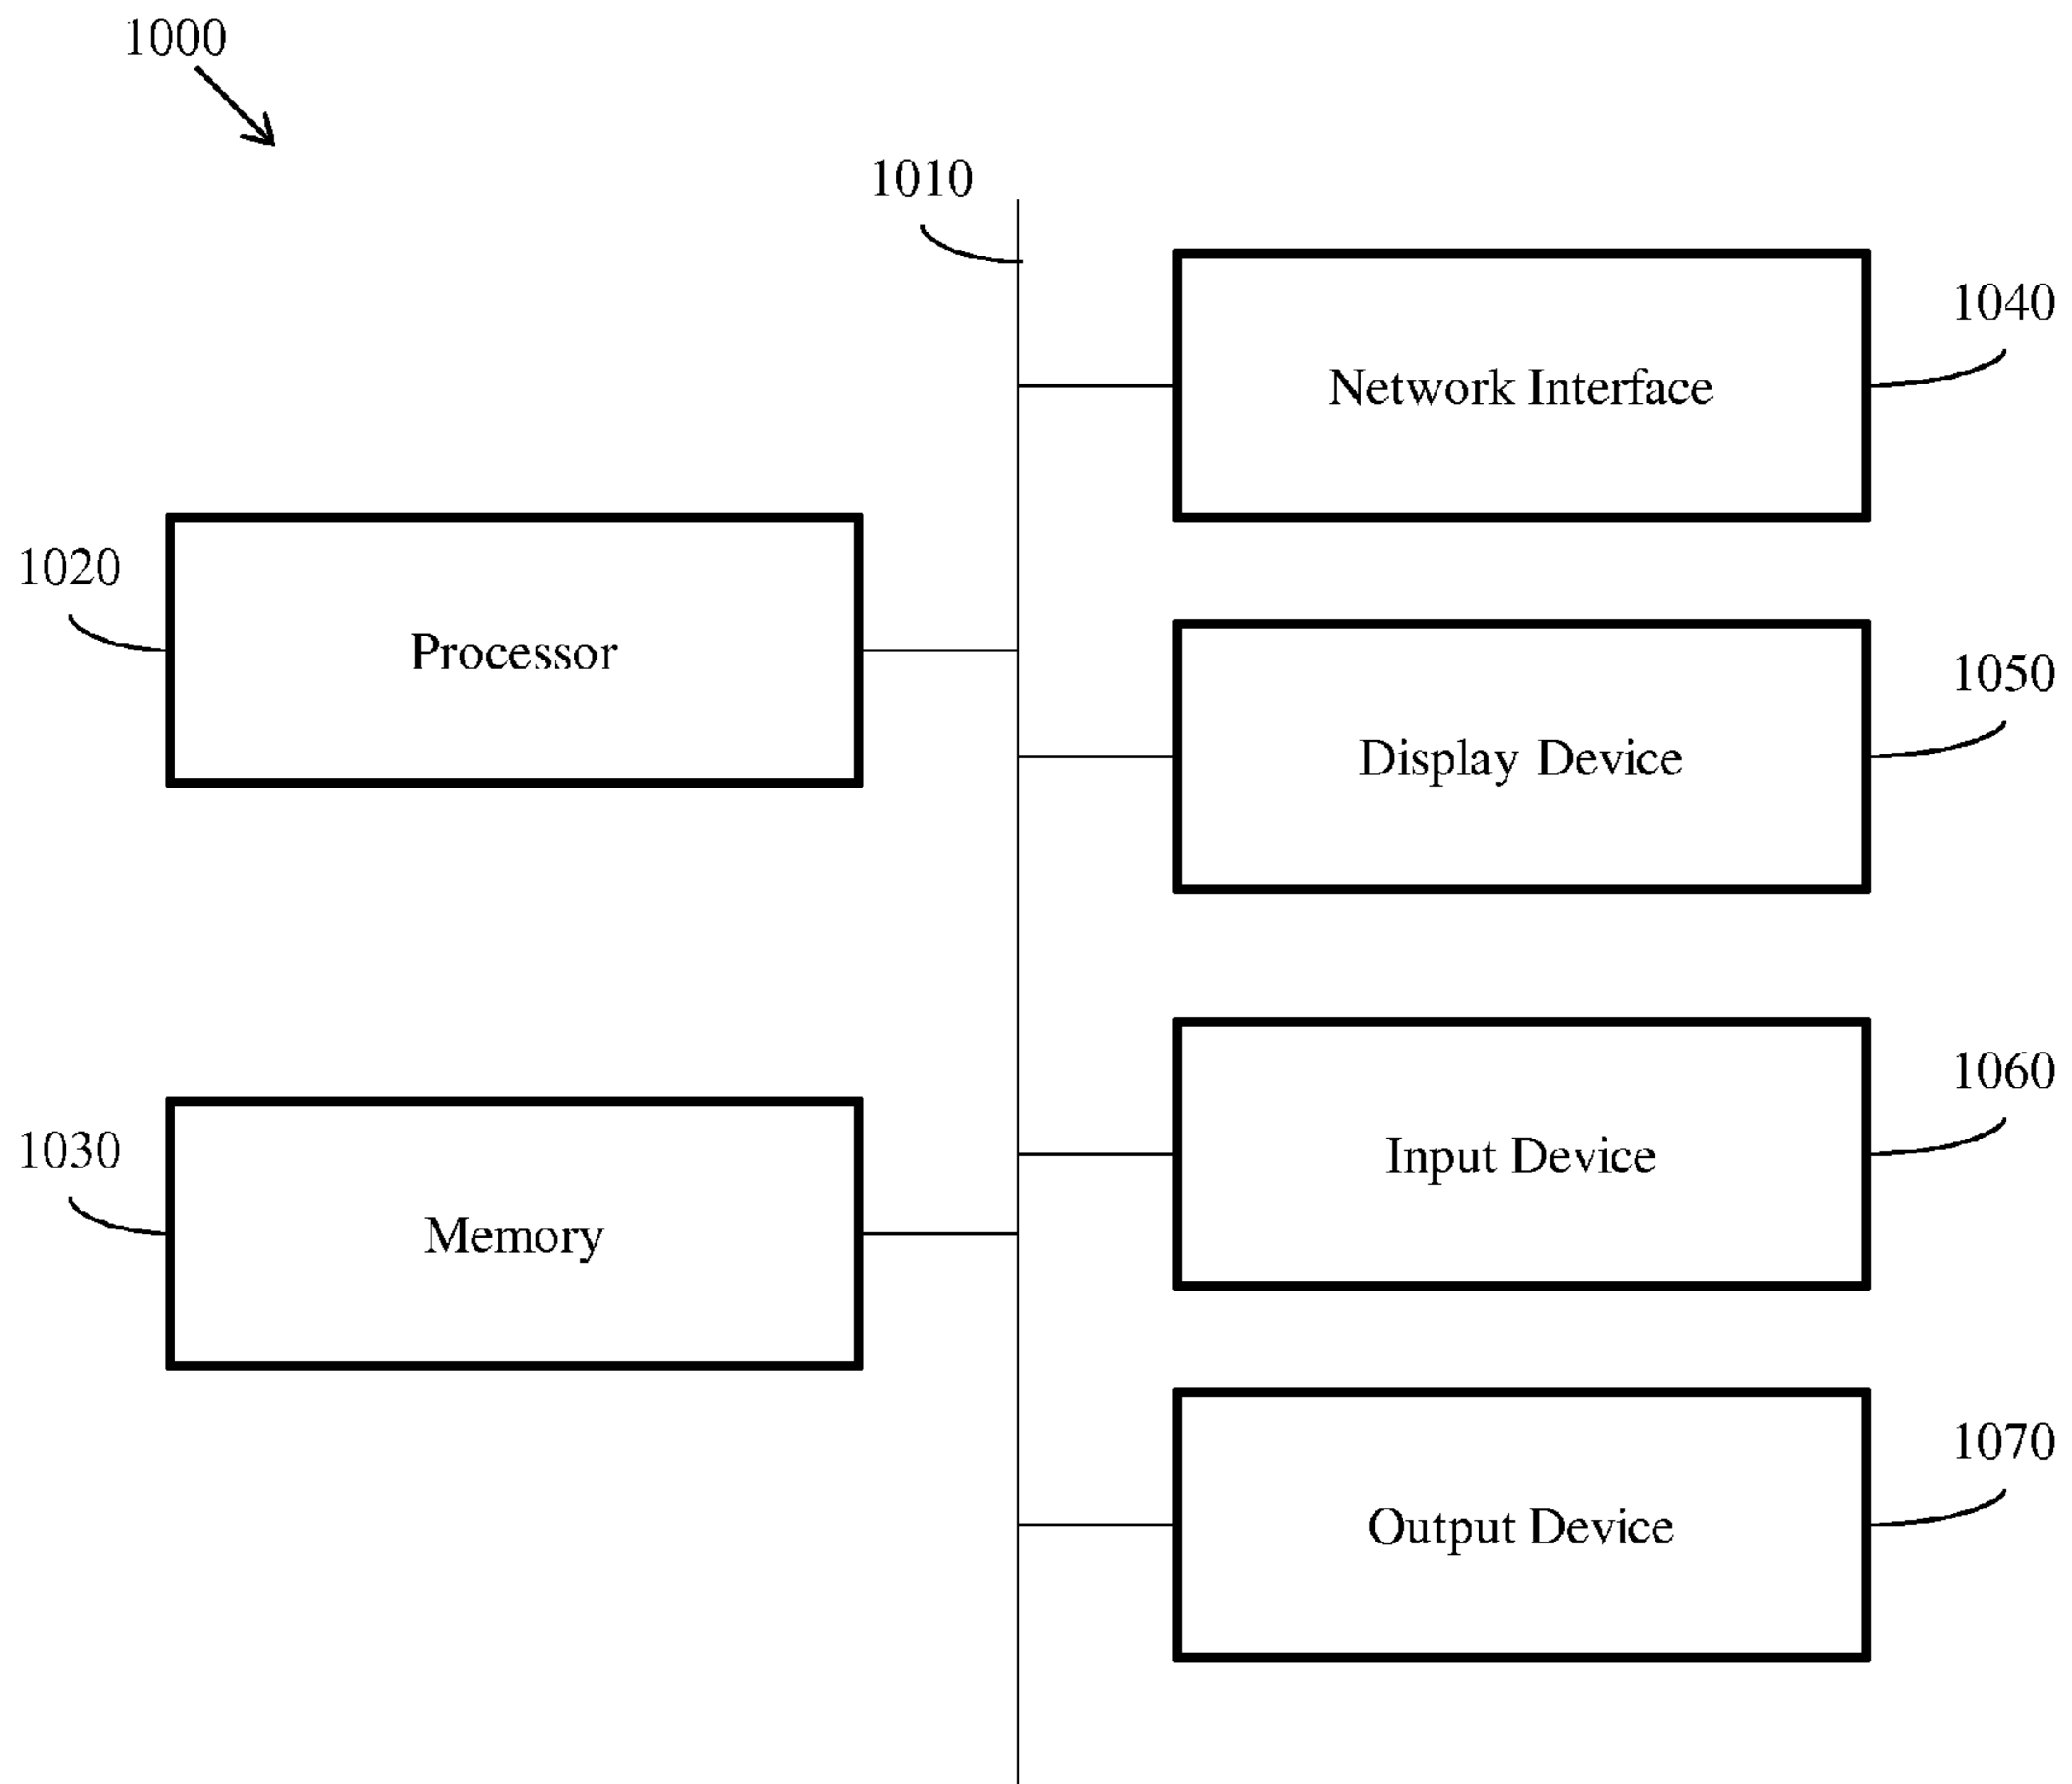 1000
1010
1040
Network Interface
1020
Processor
1050
Display Device
1060
Input Device
1030
Memory
1070
Output Device